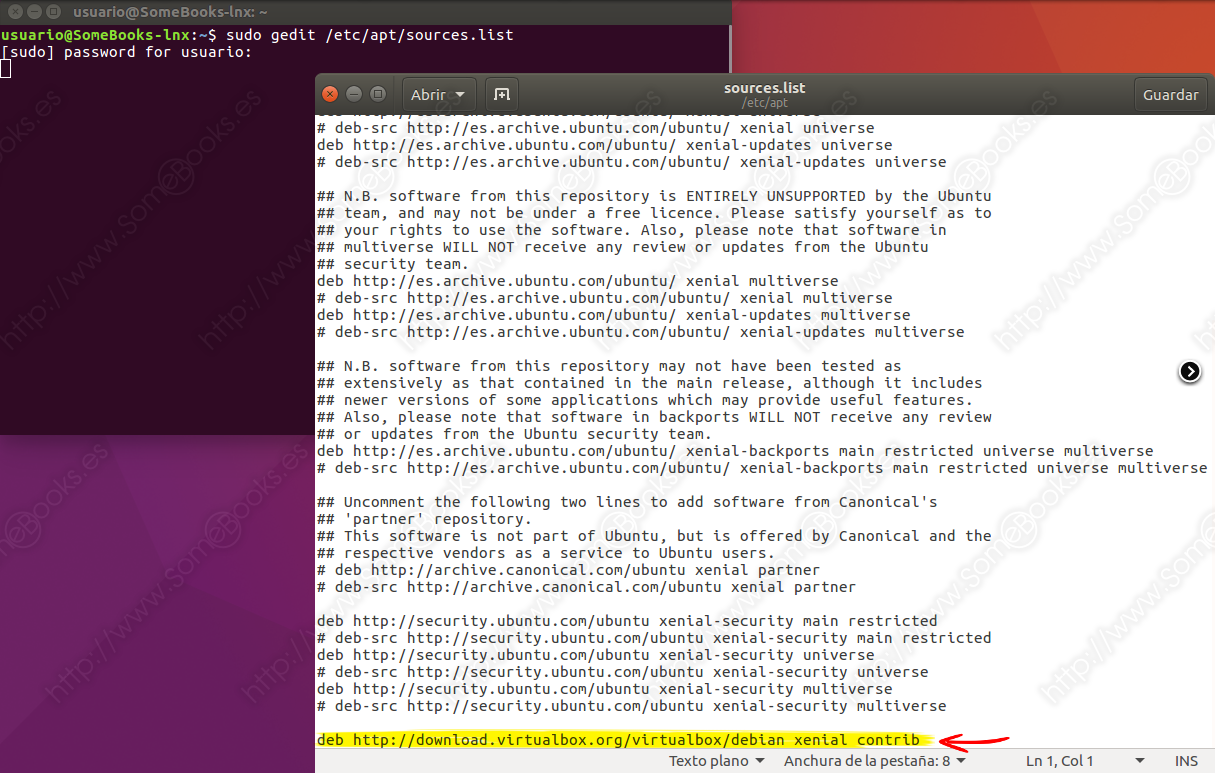 usuario@SomeBooks-lnx: ~
usuario@SomeBooks-lnx:~$ sudo gedit /etc/apt/sources.list
[sudo] password for usuario:
Abrir
sources.list
/etc/apt
Guardar
# deb-src http://es.archive.ubuntu.com/ubuntu/ xenial universe
deb http://es.archive.ubuntu.com/ubuntu/ xenial-updates universe
# deb-src http://es.archive.ubuntu.com/ubuntu/ xenial-updates universe
## N.B. software from this repository is ENTIRELY UNSUPPORTED by the Ubuntu
## team, and may not be under a free licence. Please satisfy yourself as to
## your rights to use the software. Also, please note that software in
## multiverse WILL NOT receive any review or updates from the Ubuntu
## security team.
deb http://es.archive.ubuntu.com/ubuntu/ xenial multiverse
# deb-src http://es.archive.ubuntu.com/ubuntu/ xenial multiverse
deb http://es.archive.ubuntu.com/ubuntu/ xenial-updates multiverse
# deb-src http://es.archive.ubuntu.com/ubuntu/ xenial-updates multiverse
## N.B. software from this repository may not have been tested as
## extensively as that contained in the main release, although it includes
## newer versions of some applications which may provide useful features.
## Also, please note that software in backports WILL NOT receive any review
## or updates from the Ubuntu security team.
deb http://es.archive.ubuntu.com/ubuntu/ xenial-backports main restricted universe multiverse
# deb-src http://es.archive.ubuntu.com/ubuntu/ xenial-backports main restricted universe multiverse
## Uncomment the following two lines to add software from Canonical's
## 'partner' repository.
## This software is not part of Ubuntu, but is offered by Canonical and the
## respective vendors as a service to Ubuntu users.
# deb http://archive.canonical.com/ubuntu xenial partner
# deb-src http://archive.canonical.com/ubuntu xenial partner
deb http://security.ubuntu.com/ubuntu xenial-security main restricted
# deb-src http://security.ubuntu.com/ubuntu xenial-security main restricted
deb http://security.ubuntu.com/ubuntu xenial-security universe
# deb-src http://security.ubuntu.com/ubuntu xenial-security universe
deb http://security.ubuntu.com/ubuntu xenial-security multiverse
# deb-src http://security.ubuntu.com/ubuntu xenial-security multiverse
deb http://download.virtualbox.org/virtualbox/debian xenial contrib
Texto plano
Anchura de la pestaña: 8
Ln 1, Col 1
INS
http://www.SomeBooks.es